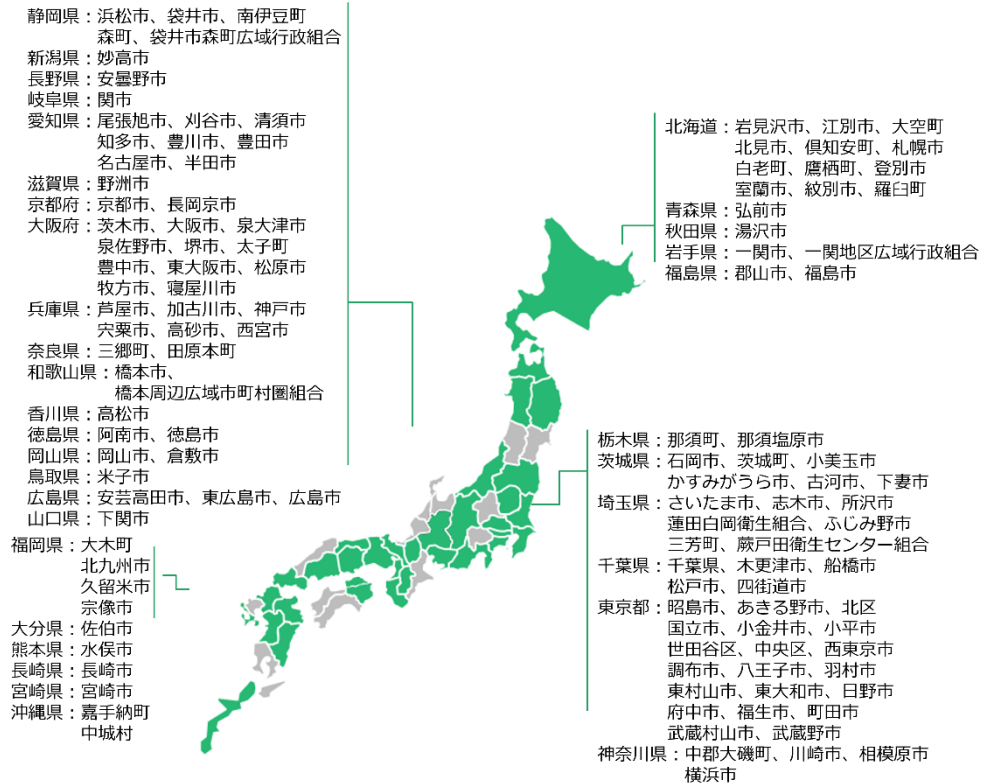 静岡県：浜松市、袋井市、南伊豆町
森町、袋井市森町広域行政組合
新潟県：妙高市
長野県：安曇野市
岐阜県：関市
愛知県：尾張旭市、刈谷市、清須市
知多市、豊川市、豊田市
名古屋市、半田市
滋賀県：野洲市
京都府：京都市、長岡京市
大阪府：茨木市、大阪市、泉大津市
泉佐野市、堺市、太子町
豊中市、東大阪市、松原市
牧方市、寝屋川市
兵庫県：芦屋市、加古川市、神戸市
宍粟市、高砂市、西宮市
奈良県：三郷町、田原本町
和歌山県：橋本市、
橋本周辺広域市町村圏組合
香川県：高松市
徳島県：阿南市、徳島市
岡山県：岡山市、倉敷市
鳥取県：米子市
広島県：安芸高田市、東広島市、広島市
山口県：下関市
福岡県：大木町
北九州市
久留米市
宗像市
大分県：佐伯市
熊本県：水俣市
長崎県：長崎市
宮崎県：宮崎市
沖縄県：嘉手納町
中城村
北海道：岩見沢市、江別市、大空町
北見市、倶知安町、札幌市
白老町、鷹栖町、登別市
室蘭市、紋別市、羅臼町
青森県：弘前市
秋田県：湯沢市
岩手県：一関市、一関地区広域行政組合
福島県：郡山市、福島市
栃木県：那須町、那須塩原市
茨城県：石岡市、茨城町、小美玉市
かすみがうら市、古河市、下妻市
埼玉県：さいたま市、志木市、所沢市
蓮田白岡衛生組合、ふじみ野市
三芳町、蕨戸田衛生センター組合
千葉県：千葉県、木更津市、船橋市
松戸市、四街道市
東京都：昭島市、あきる野市、北区
国立市、小金井市、小平市
世田谷区、中央区、西東京市
調布市、八王子市、羽村市
東村山市、東大和市、日野市
府中市、福生市、町田市
武蔵村山市、武蔵野市
神奈川県：中郡大磯町、川崎市、相模原市
横浜市